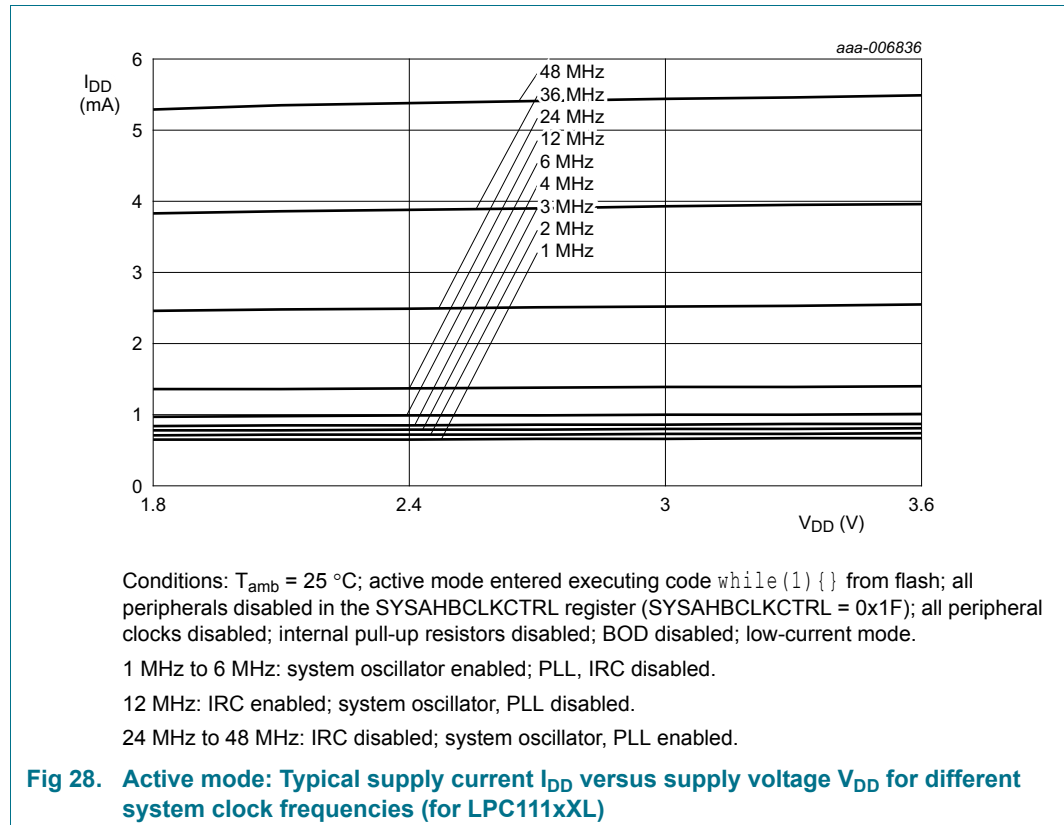 aaa-006836
6
5
4
3
2
1
0
I_DD
(mA)
48 MHz
36 MHz
24 MHz
12 MHz
6 MHz
4 MHz
3 MHz
2 MHz
1 MHz
1.8 2.4 3 3.6
V_DD (V)
Conditions: T_amb = 25 °C; active mode entered executing code while(1){} from flash; all
peripherals disabled in the SYSAHBCLKCTRL register (SYSAHBCLKCTRL = 0x1F); all peripheral
clocks disabled; internal pull-up resistors disabled; BOD disabled; low-current mode.
1 MHz to 6 MHz: system oscillator enabled; PLL, IRC disabled.
12 MHz: IRC enabled; system oscillator, PLL disabled.
24 MHz to 48 MHz: IRC disabled; system oscillator, PLL enabled.
Fig 28. Active mode: Typical supply current I_DD versus supply voltage V_DD for different
system clock frequencies (for LPC111xXL)